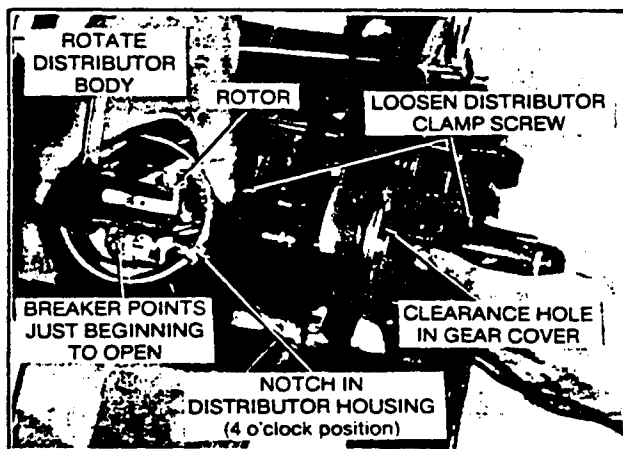 ROTATE
DISTRIBUTOR
BODY
ROTOR
LOOSEN DISTRIBUTOR
CLAMP SCREW
BREAKER POINTS
JUST BEGINNING
TO OPEN
CLEARANCE HOLE
IN GEAR COVER
NOTCH IN
DISTRIBUTOR HOUSING
(4 o'clock position)